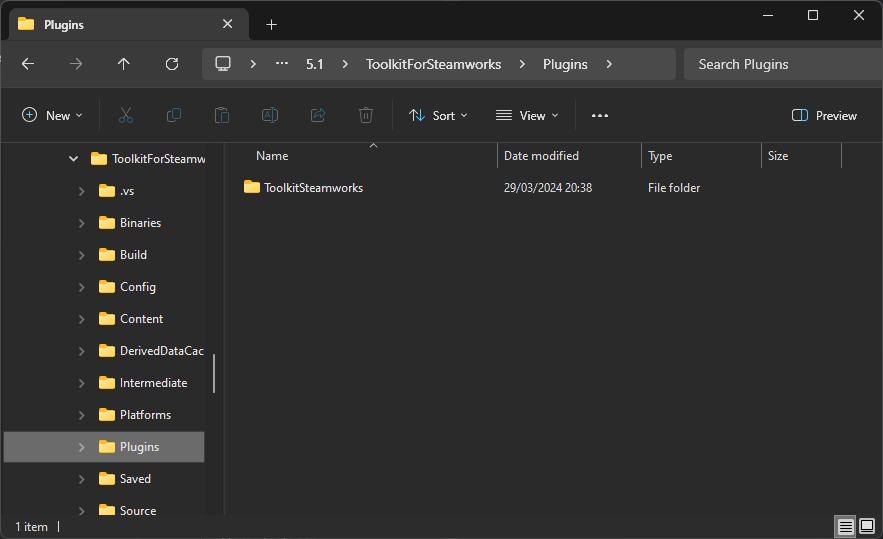 Plugins
5.1 ToolkitForSteamworks Plugins
Search Plugins
New
Sort
View
Preview
ToolkitForSteamw
.vs
Binaries
Build
Config
Content
DerivedDataCac
Intermediate
Platforms
Plugins
Saved
Source
Name Date modified Type Size
ToolkitSteamworks 29/03/2024 20:38 File folder
1 item